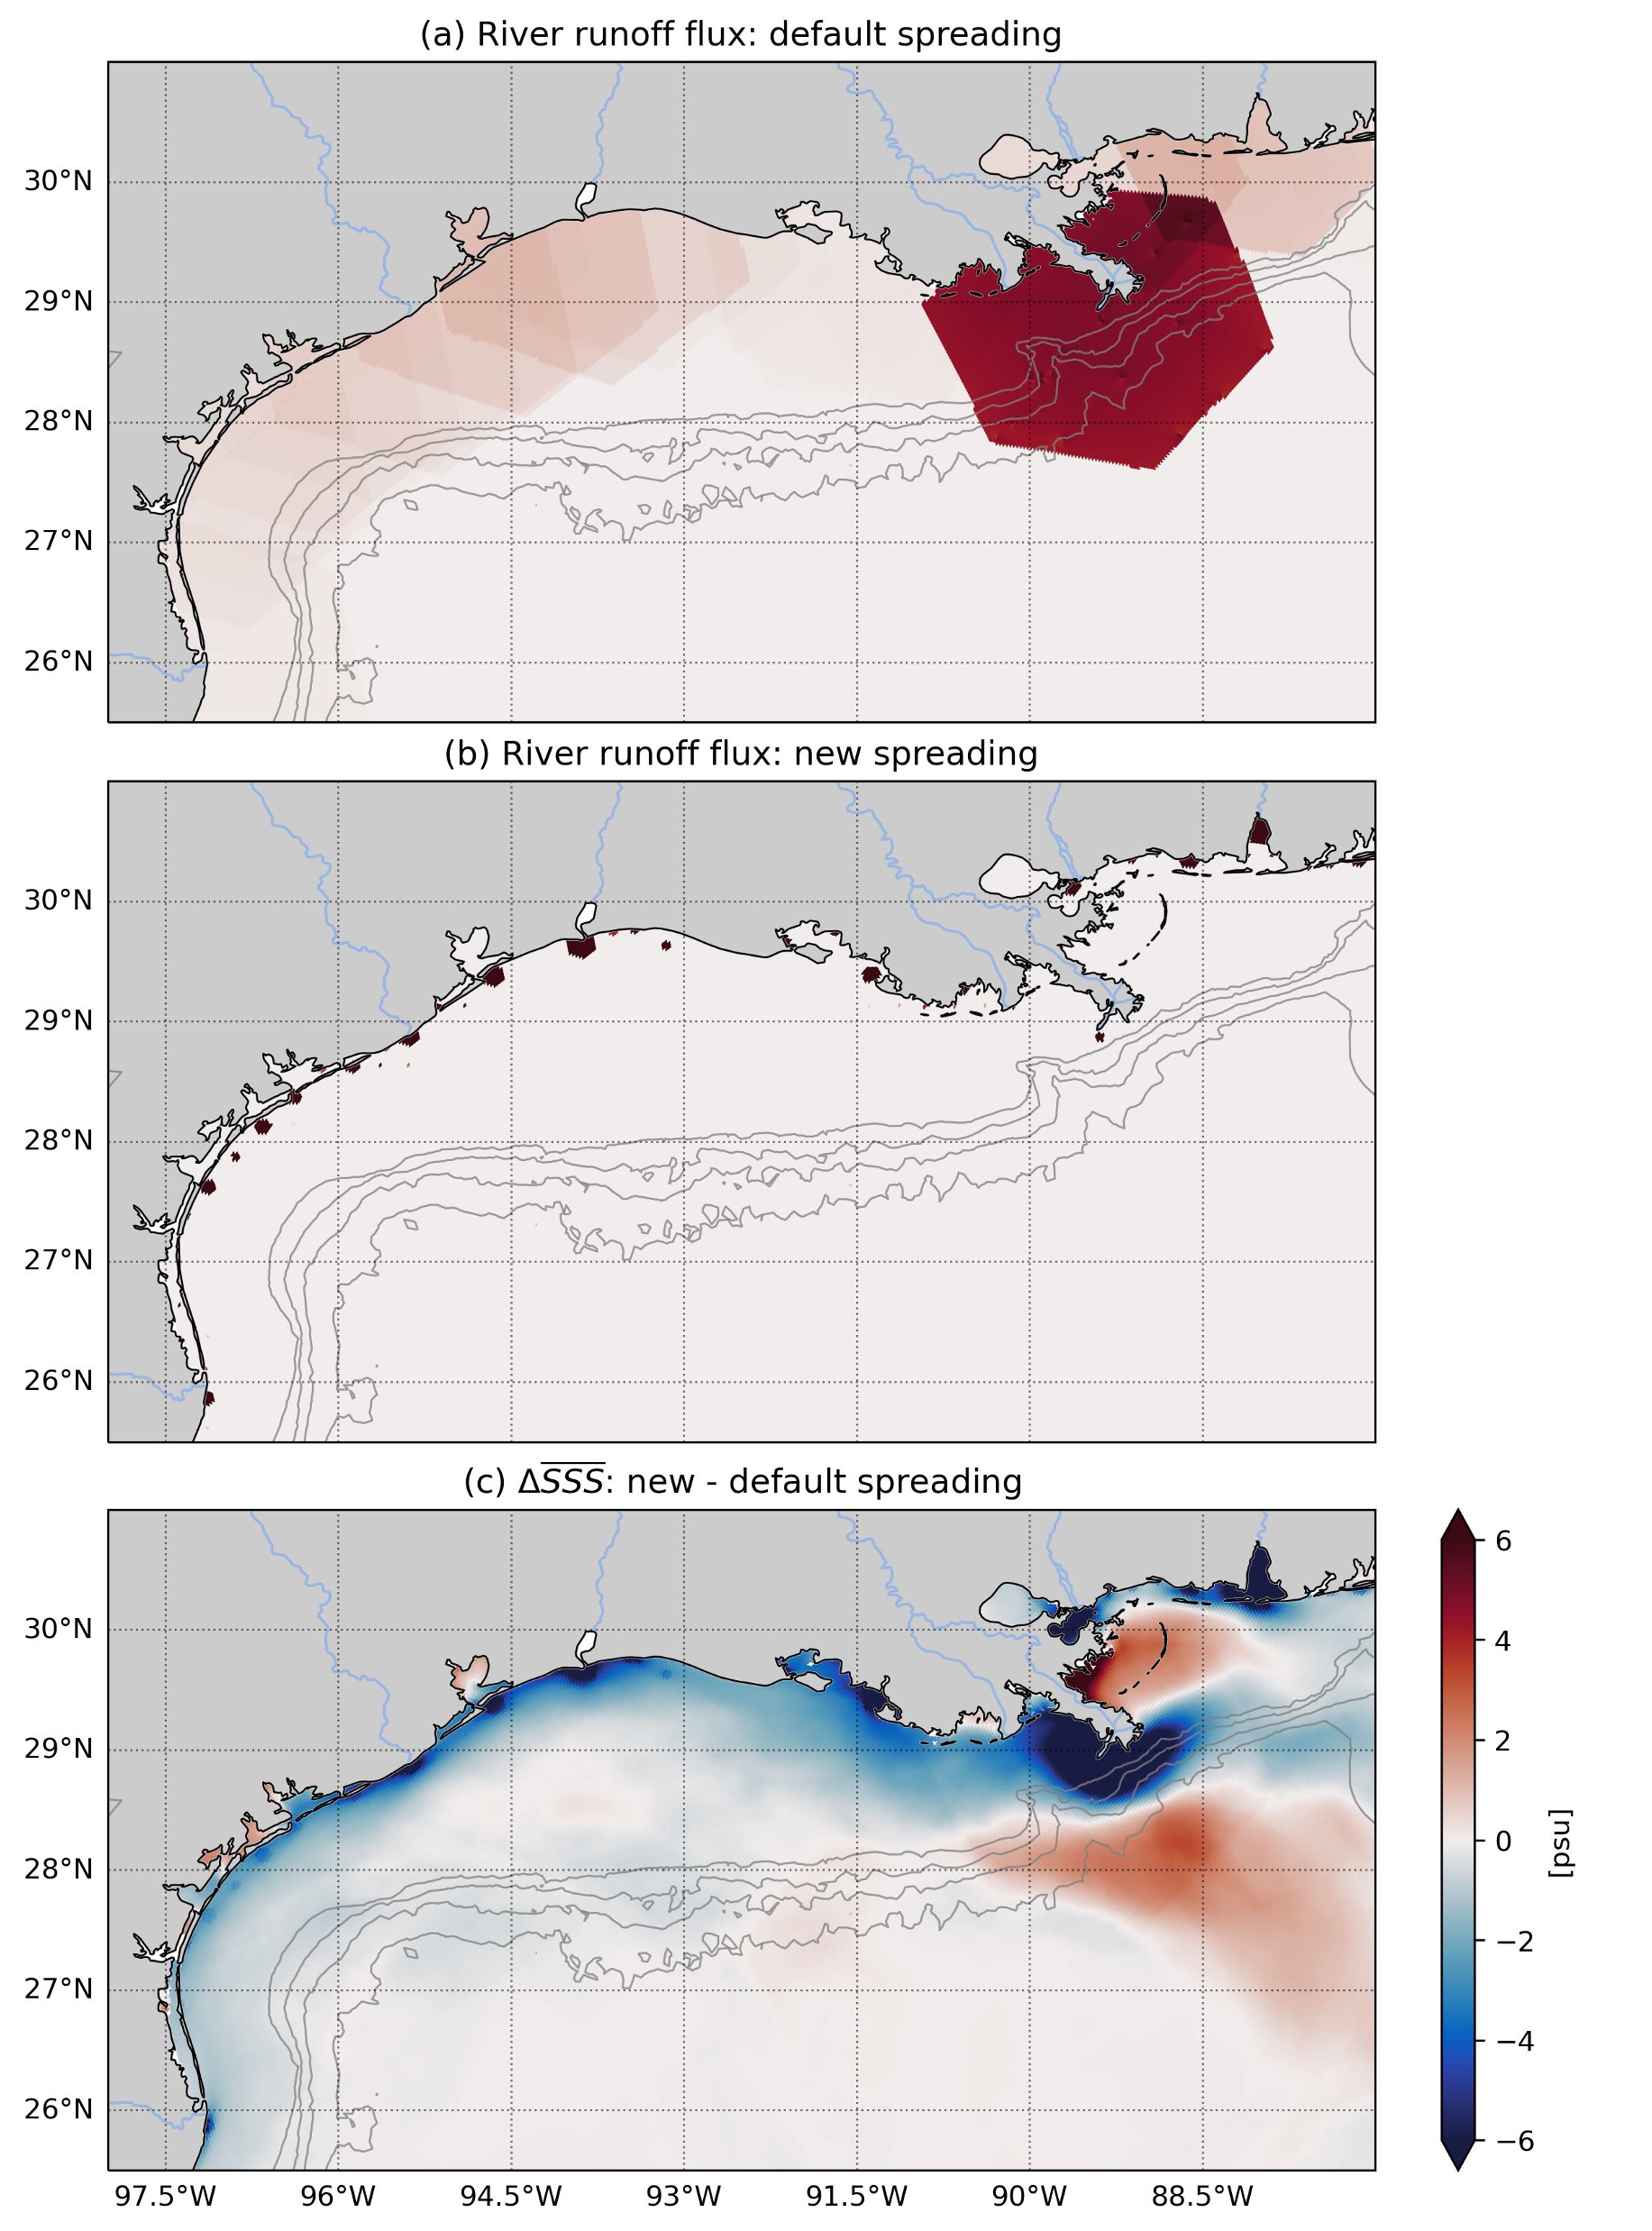 (a) River runoff flux: default spreading
30°N
29°N
28°N
27°N
26°N
(b) River runoff flux: new spreading
30°N
29°N
28°N
27°N
26°N
(c) Δ\overline{SSS}: new - default spreading
30°N
29°N
28°N
27°N
26°N
97.5°W 96°W 94.5°W 93°W 91.5°W 90°W 88.5°W
6
4
2
0
−2
−4
−6
[psu]